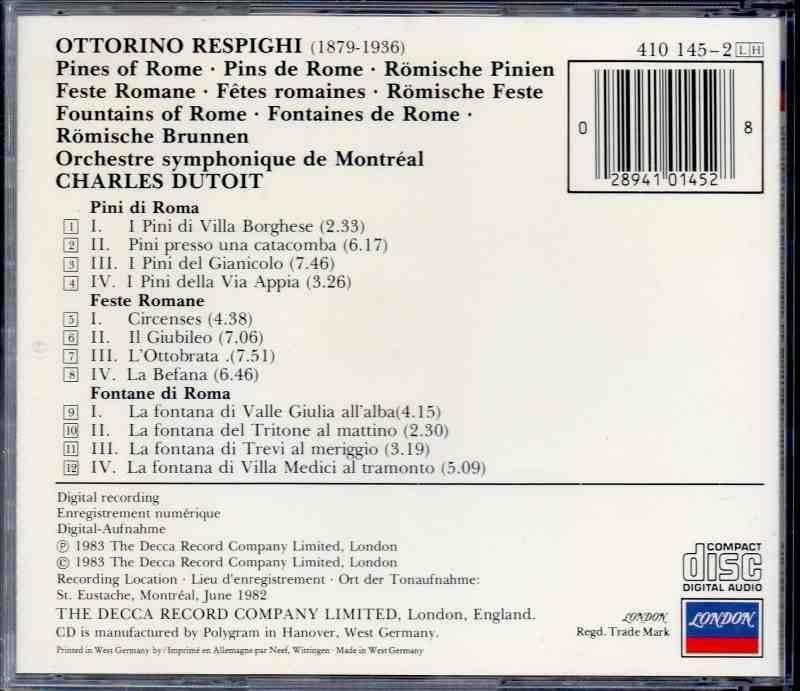 OTTORINO RESPIGHI (1879-1936)
410 145-2 LH
Pines of Rome · Pins de Rome · Römische Pinien
Feste Romane · Fêtes romaines · Römische Feste
Fountains of Rome · Fontaines de Rome ·
Römische Brunnen
Orchestre symphonique de Montréal
CHARLES DUTOIT
0 28941 01452 8
Pini di Roma
1 I. I Pini di Villa Borghese (2.33)
2 II. Pini presso una catacomba (6.17)
3 III. I Pini del Gianicolo (7.46)
4 IV. I Pini della Via Appia (3.26)
Feste Romane
5 I. Circenses (4.38)
6 II. Il Giubileo (7.06)
7 III. L'Ottobrata .(7.51)
8 IV. La Befana (6.46)
Fontane di Roma
9 I. La fontana di Valle Giulia all'alba(4.15)
10 II. La fontana del Tritone al mattino (2.30)
11 III. La fontana di Trevi al meriggio (3.19)
12 IV. La fontana di Villa Medici al tramonto (5.09)
Digital recording
Enregistrement numérique
Digital-Aufnahme
Ⓟ 1983 The Decca Record Company Limited, London
© 1983 The Decca Record Company Limited, London
Recording Location · Lieu d'enregistrement · Ort der Tonaufnahme:
St. Eustache, Montréal, June 1982
THE DECCA RECORD COMPANY LIMITED, London, England.
CD is manufactured by Polygram in Hanover, West Germany.
Printed in West Germany by / Imprimé en Allemagne par Neef, Wittingen · Made in West Germany
COMPACT
disc
DIGITAL AUDIO
LONDON
Regd. Trade Mark
LONDON